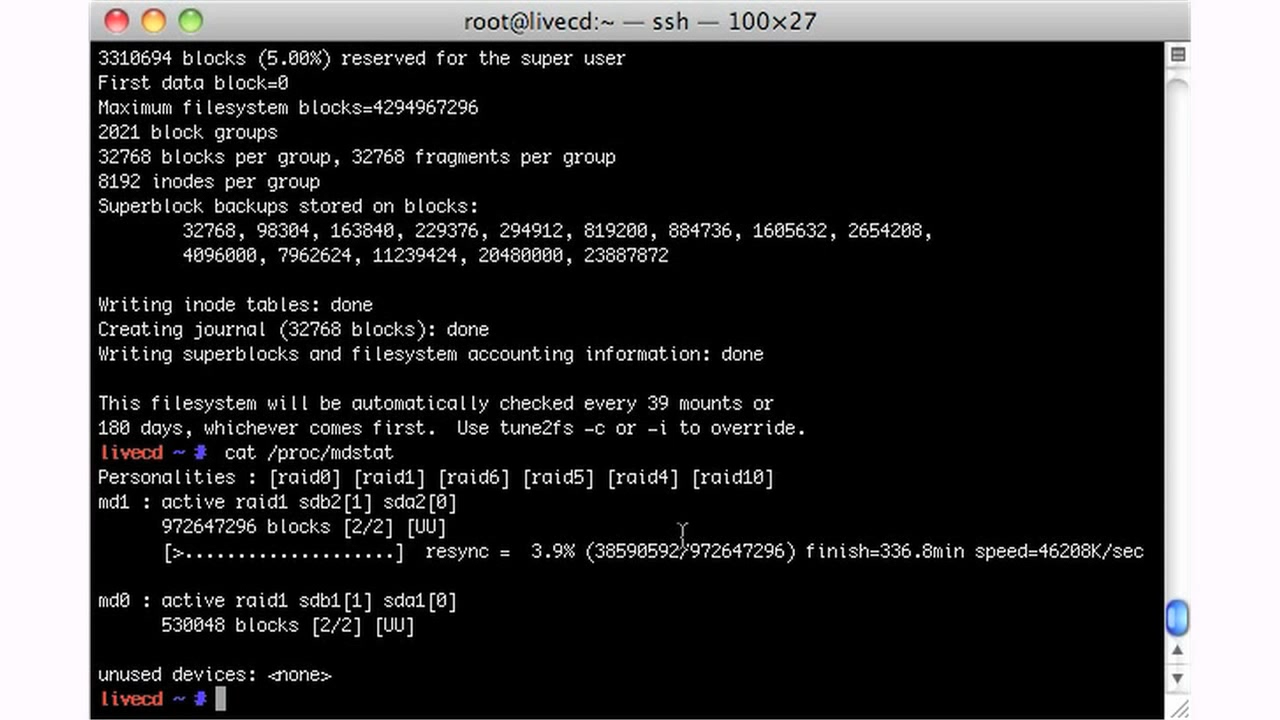 root@livecd:~ — ssh — 100×27
3310694 blocks (5.00%) reserved for the super user
First data block=0
Maximum filesystem blocks=4294967296
2021 block groups
32768 blocks per group, 32768 fragments per group
8192 inodes per group
Superblock backups stored on blocks:
32768, 98304, 163840, 229376, 294912, 819200, 884736, 1605632, 2654208,
4096000, 7962624, 11239424, 20480000, 23887872
Writing inode tables: done
Creating journal (32768 blocks): done
Writing superblocks and filesystem accounting information: done
This filesystem will be automatically checked every 39 mounts or
180 days, whichever comes first.  Use tune2fs -c or -i to override.
livecd ~ #  cat /proc/mdstat
Personalities : [raid0] [raid1] [raid6] [raid5] [raid4] [raid10]
md1 : active raid1 sdb2[1] sda2[0]
972647296 blocks [2/2] [UU]
[>....................]  resync =  3.9% (38590592/972647296) finish=336.8min speed=46208K/sec
md0 : active raid1 sdb1[1] sda1[0]
530048 blocks [2/2] [UU]
unused devices: <none>
livecd ~ #